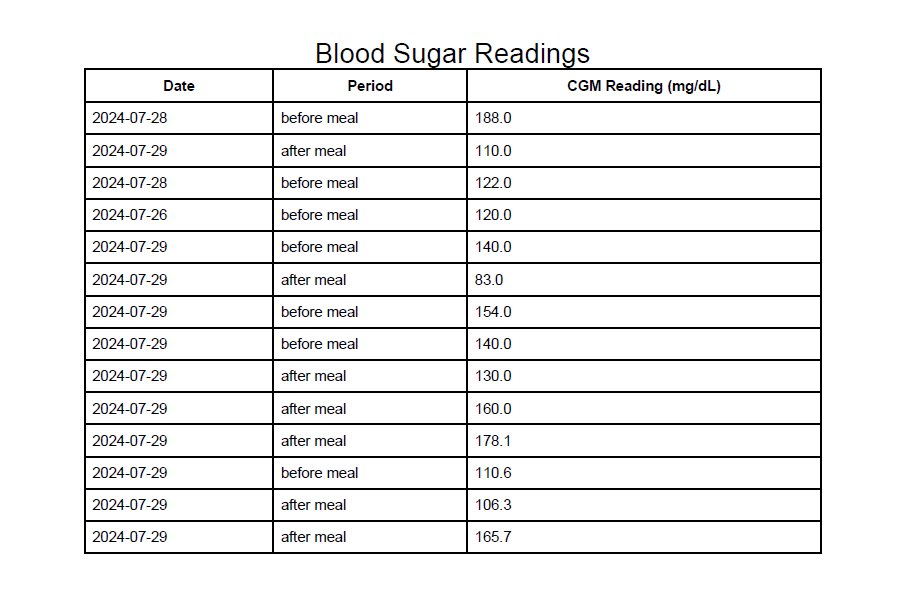 Blood Sugar Readings
Date Period CGM Reading (mg/dL)
2024-07-28 before meal 188.0
2024-07-29 after meal 110.0
2024-07-28 before meal 122.0
2024-07-26 before meal 120.0
2024-07-29 before meal 140.0
2024-07-29 after meal 83.0
2024-07-29 before meal 154.0
2024-07-29 before meal 140.0
2024-07-29 after meal 130.0
2024-07-29 after meal 160.0
2024-07-29 after meal 178.1
2024-07-29 before meal 110.6
2024-07-29 after meal 106.3
2024-07-29 after meal 165.7